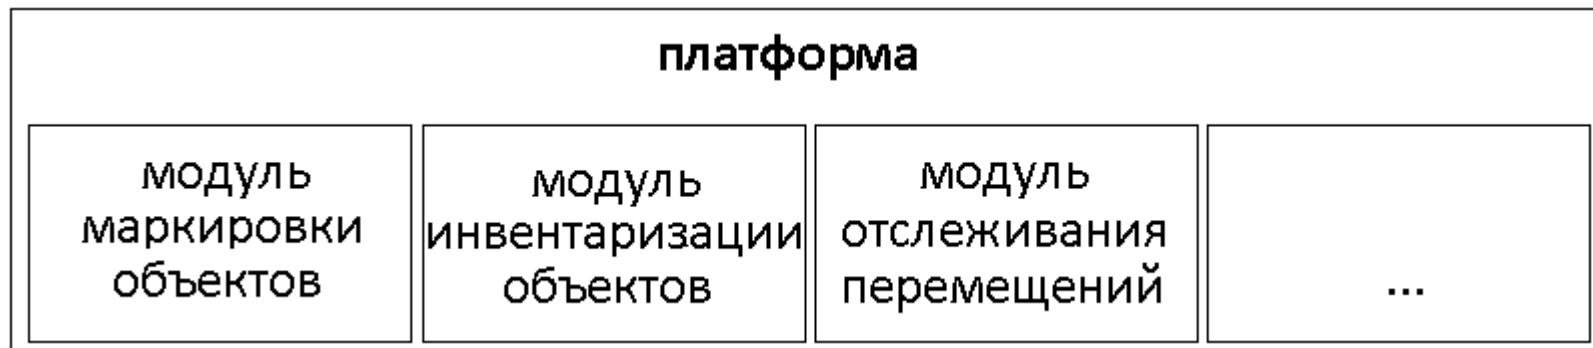 платформа
модуль
маркировки
объектов
модуль
инвентаризации
объектов
модуль
отслеживания
перемещений
...